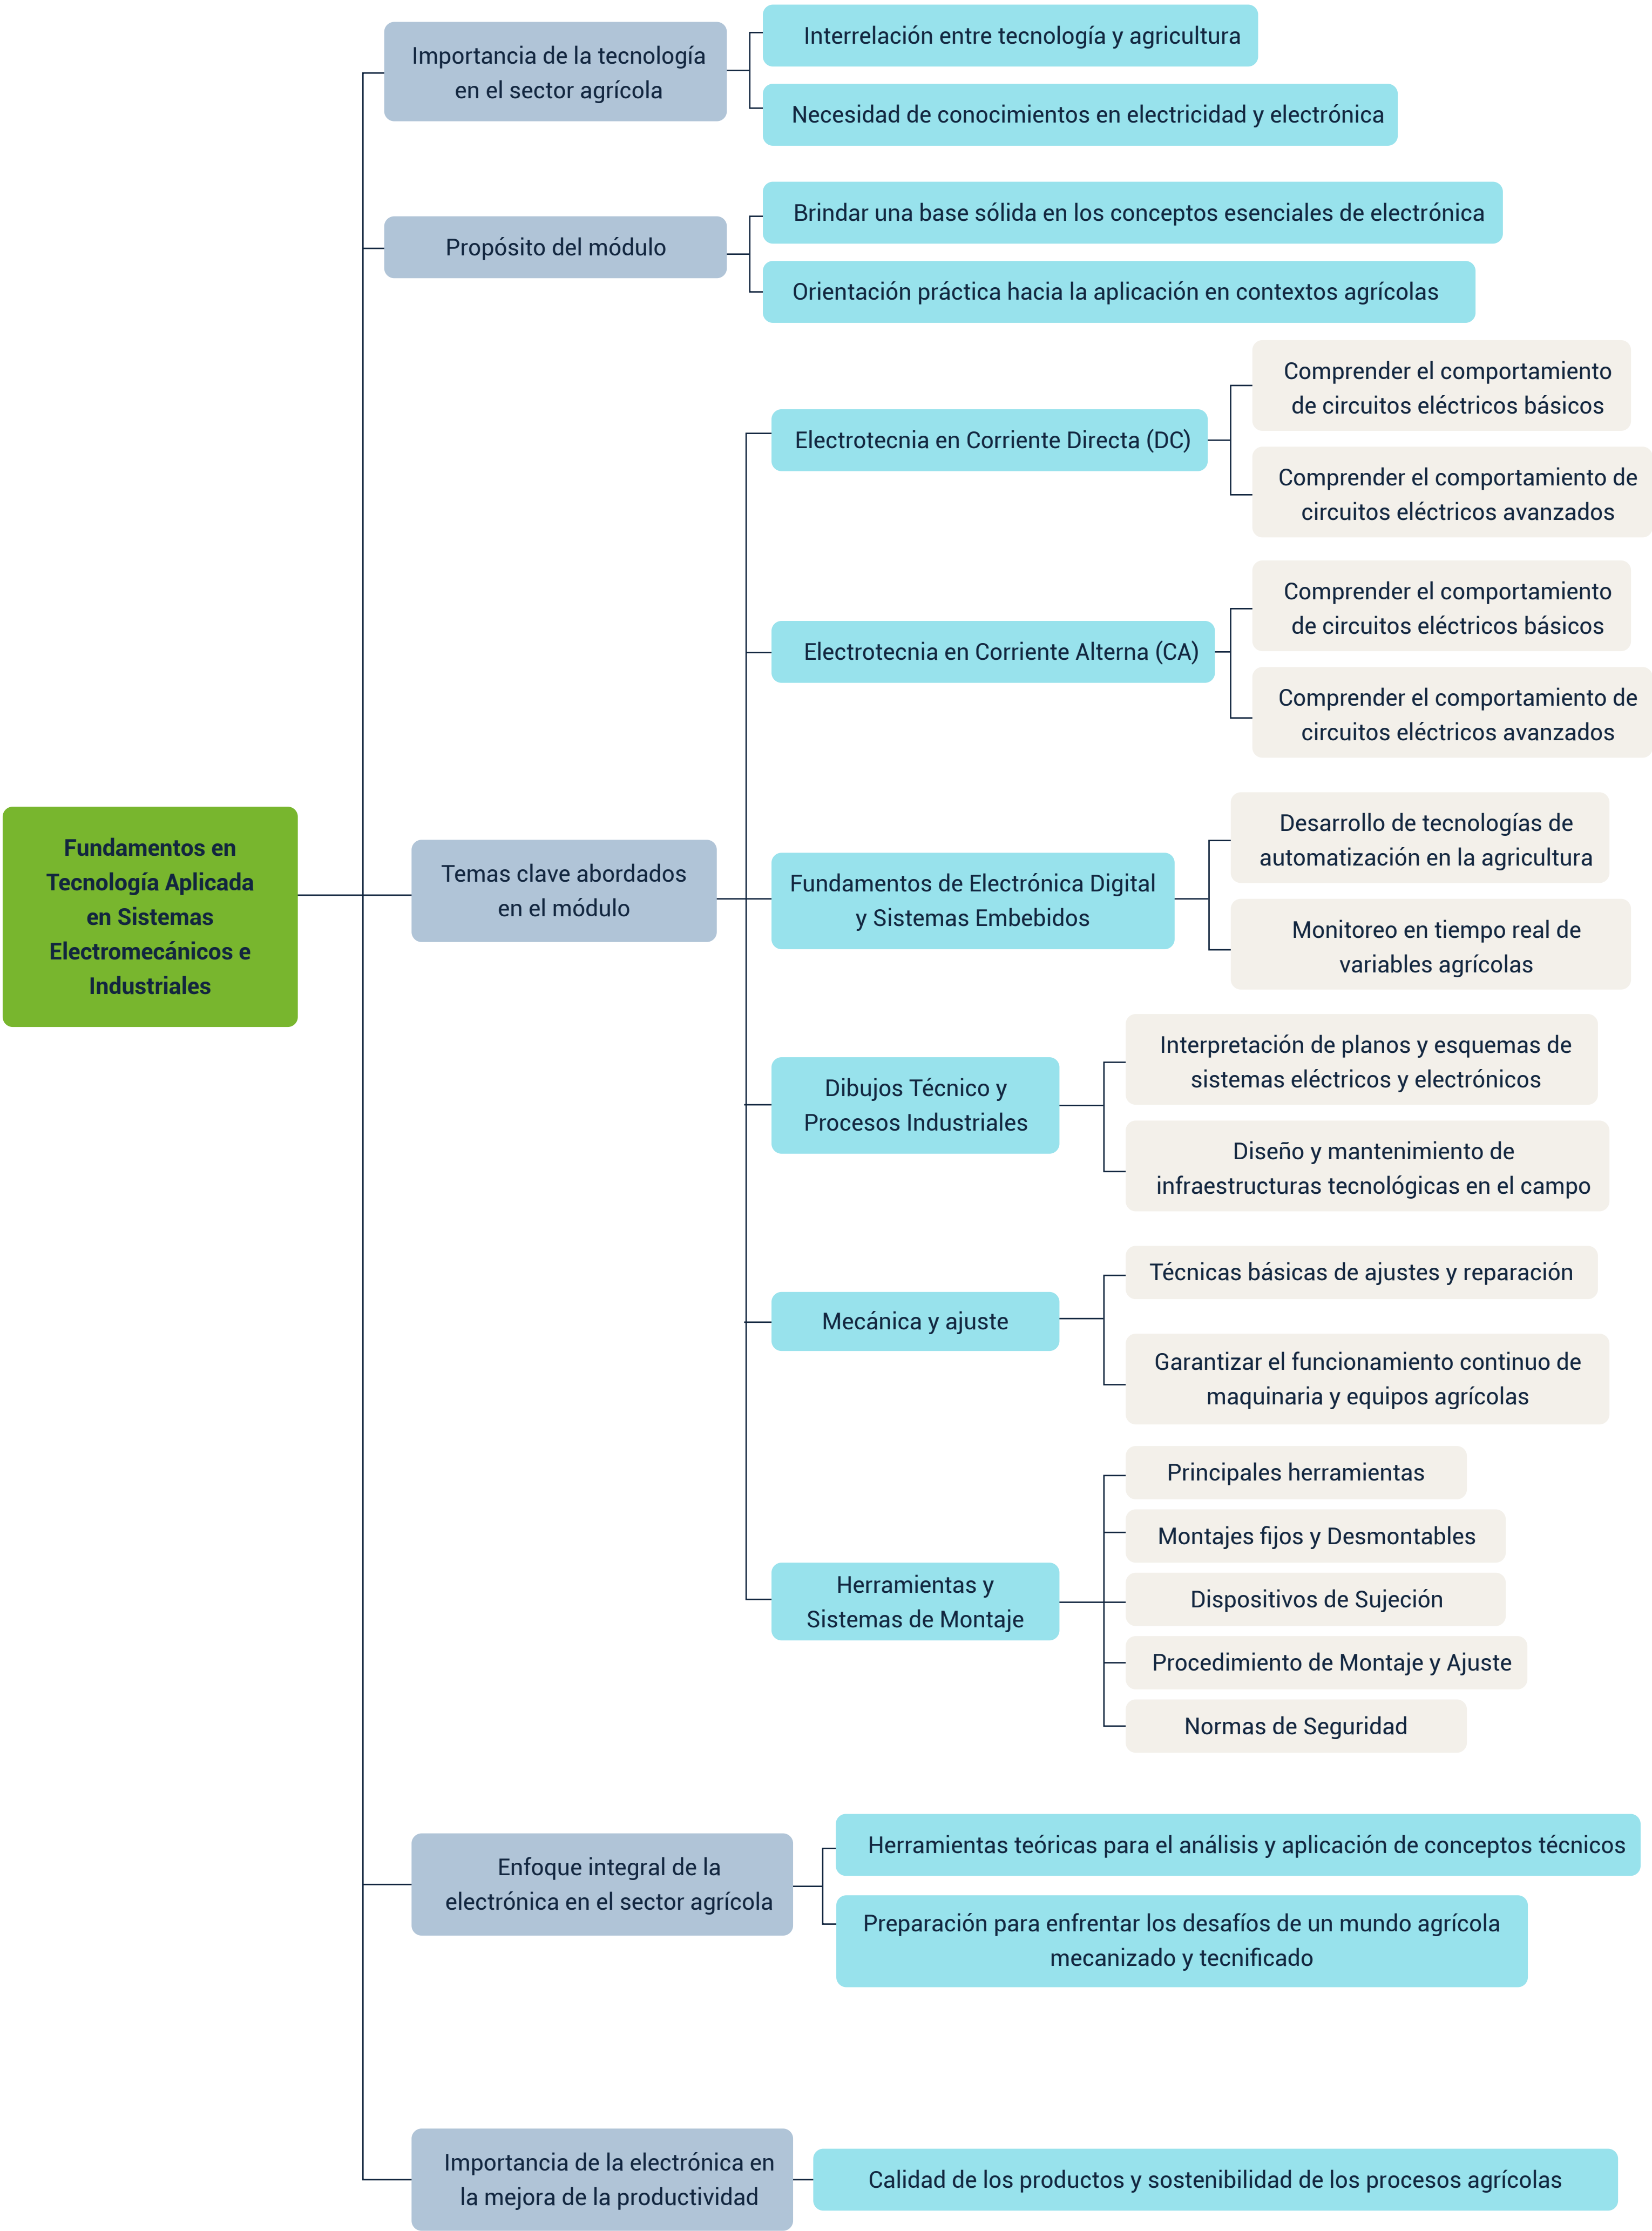 Fundamentos en
Tecnología Aplicada
en Sistemas
Electromecánicos e
Industriales
Importancia de la tecnología
en el sector agrícola
Interrelación entre tecnología y agricultura
Necesidad de conocimientos en electricidad y electrónica
Propósito del módulo
Brindar una base sólida en los conceptos esenciales de electrónica
Orientación práctica hacia la aplicación en contextos agrícolas
Temas clave abordados
en el módulo
Electrotecnia en Corriente Directa (DC)
Comprender el comportamiento
de circuitos eléctricos básicos
Comprender el comportamiento de
circuitos eléctricos avanzados
Electrotecnia en Corriente Alterna (CA)
Comprender el comportamiento
de circuitos eléctricos básicos
Comprender el comportamiento de
circuitos eléctricos avanzados
Fundamentos de Electrónica Digital
y Sistemas Embebidos
Desarrollo de tecnologías de
automatización en la agricultura
Monitoreo en tiempo real de
variables agrícolas
Dibujos Técnico y
Procesos Industriales
Interpretación de planos y esquemas de
sistemas eléctricos y electrónicos
Diseño y mantenimiento de
infraestructuras tecnológicas en el campo
Mecánica y ajuste
Técnicas básicas de ajustes y reparación
Garantizar el funcionamiento continuo de
maquinaria y equipos agrícolas
Herramientas y
Sistemas de Montaje
Principales herramientas
Montajes fijos y Desmontables
Dispositivos de Sujeción
Procedimiento de Montaje y Ajuste
Normas de Seguridad
Enfoque integral de la
electrónica en el sector agrícola
Herramientas teóricas para el análisis y aplicación de conceptos técnicos
Preparación para enfrentar los desafíos de un mundo agrícola
mecanizado y tecnificado
Importancia de la electrónica en
la mejora de la productividad
Calidad de los productos y sostenibilidad de los procesos agrícolas